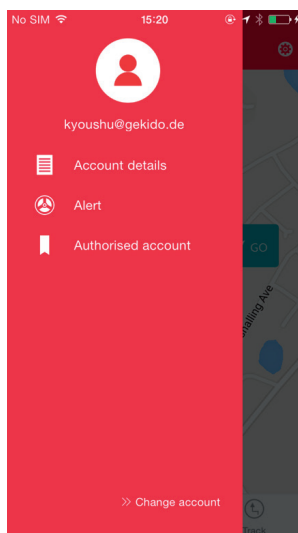 No SIM 15:20
kyoushu@gekido.de
Account details
Alert
GO
Authorised account
>> Change account
Track